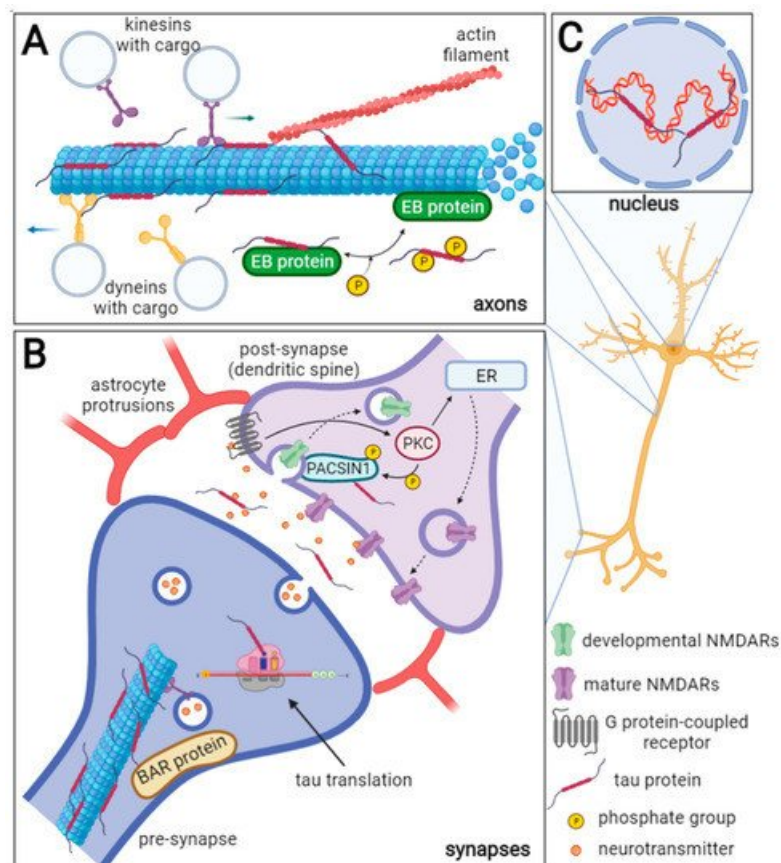 A
kinesins
with cargo
actin
filament
EB protein
EB protein
P
P
P
dyneins
with cargo
axons
C
nucleus
B
post-synapse
(dendritic spine)
astrocyte
protrusions
ER
PKC
P
PACSIN1
P
BAR protein
tau translation
pre-synapse
synapses
developmental NMDARs
mature NMDARs
G protein-coupled
receptor
tau protein
P
phosphate group
neurotransmitter